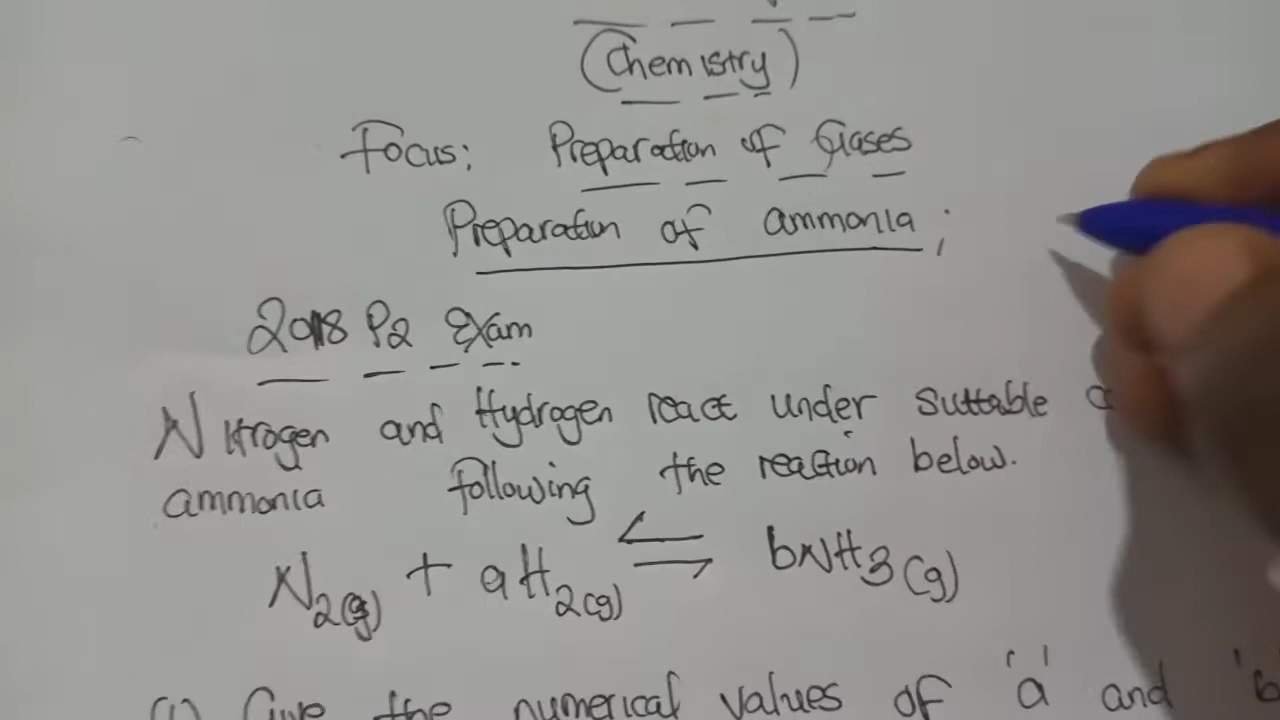 (Chemistry)
Focus: Preparation of Gases
Preparation of ammonia;
2018 P2 Exam
Nitrogen and Hydrogen react under suitable
ammonia following the reaction below.
N2(g) + aH2(g) ⇌ bNH3(g)
(i) Give the numerical values of 'a' and 'b